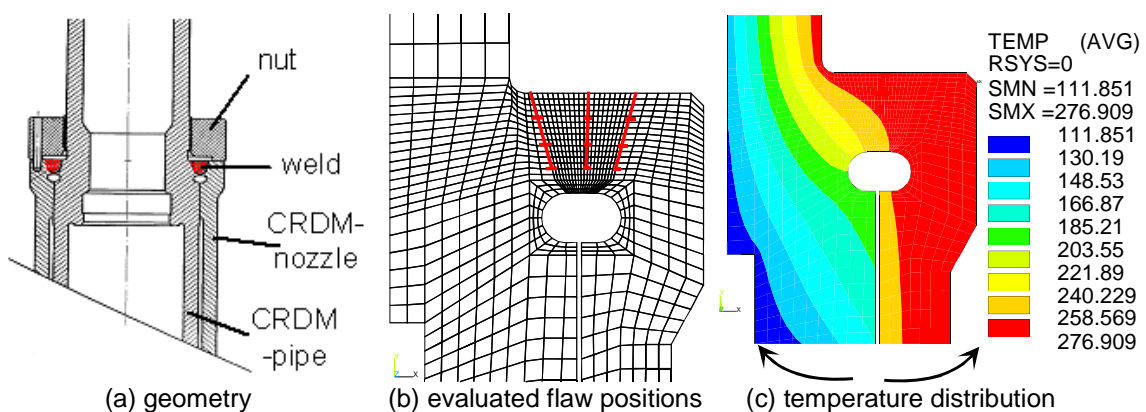 nut
weld
CRDM-
nozzle
CRDM
-pipe
(a) geometry
Y
X
(b) evaluated flaw positions
Y
X
(c) temperature distribution
TEMP (AVG)
RSYS=0
SMN =111.851
SMX =276.909
111.851
130.19
148.53
166.87
185.21
203.55
221.89
240.229
258.569
276.909